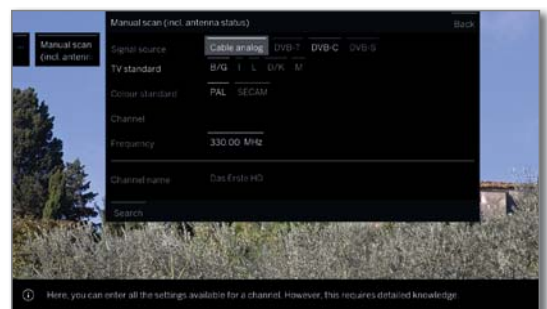 Manual scan (incl. antenna status) Back
Manual scan
(incl. antenn
Signal source Cable analog DVB-T DVB-C DVB-S
TV standard B/G I L D/K M
Colour standard PAL SECAM
Channel
Frequency 330.00 MHz
Channel name Das Erste HD
Search
Here, you can enter all the settings available for a channel. However, this requires detailed knowledge.